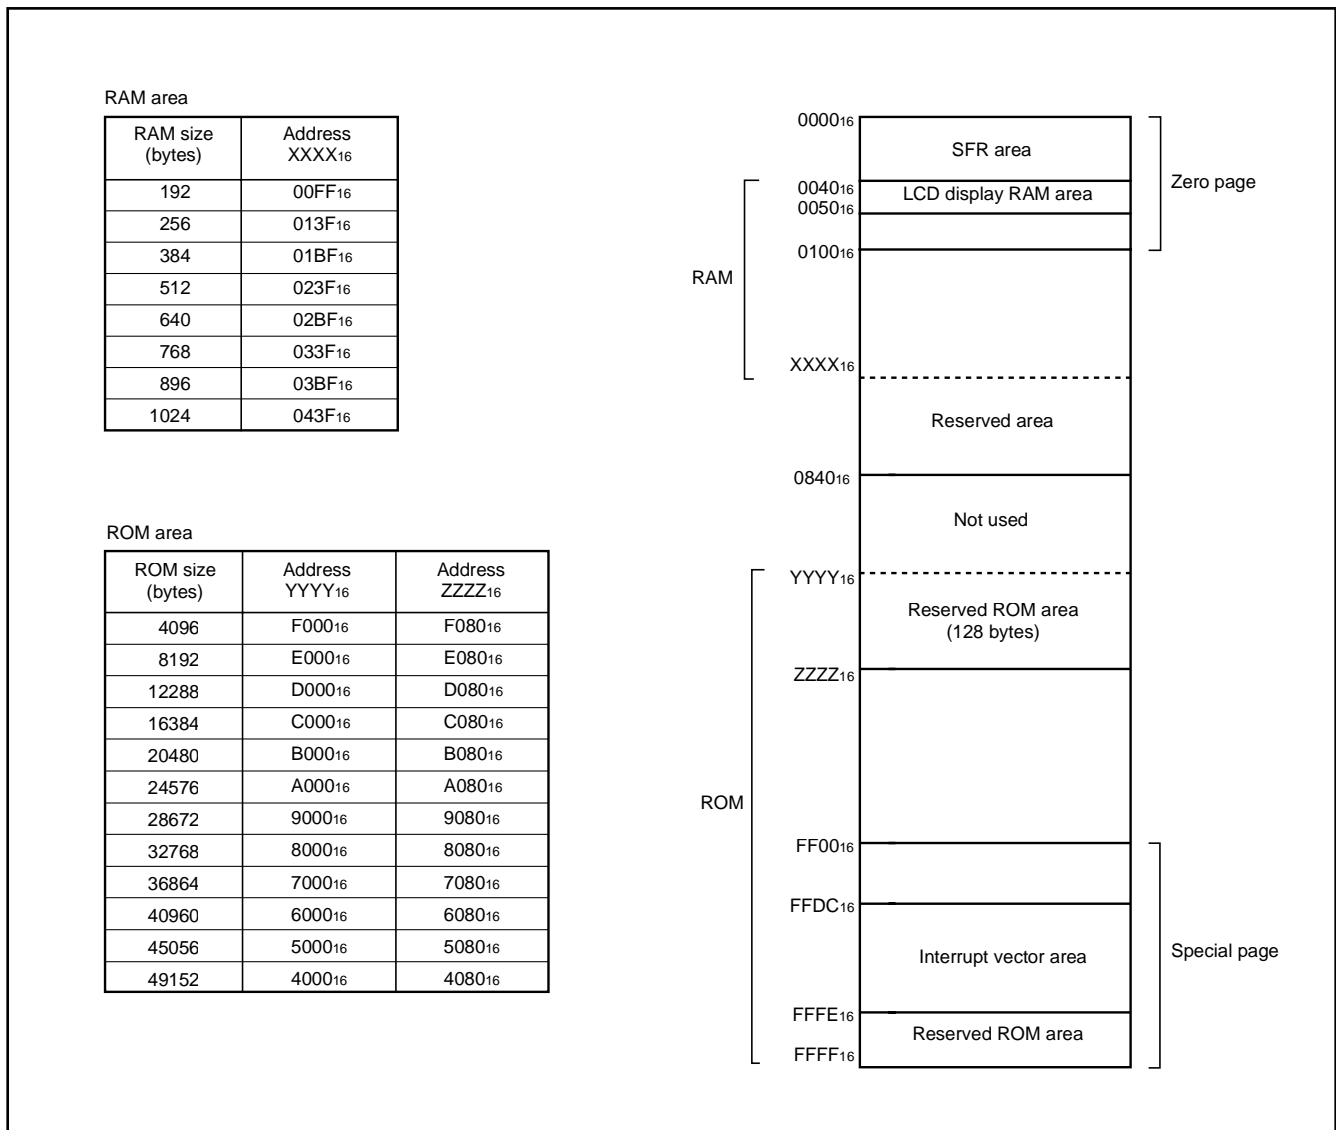 RAM area
RAM size (bytes) Address XXXX16
192 00FF16
256 013F16
384 01BF16
512 023F16
640 02BF16
768 033F16
896 03BF16
1024 043F16
ROM area
ROM size (bytes) Address YYYY16 Address ZZZZ16
4096 F00016 F08016
8192 E00016 E08016
12288 D00016 D08016
16384 C00016 C08016
20480 B00016 B08016
24576 A00016 A08016
28672 900016 908016
32768 800016 808016
36864 700016 708016
40960 600016 608016
45056 500016 508016
49152 400016 408016
000016
SFR area
Zero page
004016
LCD display RAM area
005016
010016
RAM
XXXX16
Reserved area
084016
Not used
YYYY16
Reserved ROM area
(128 bytes)
ZZZZ16
ROM
FF0016
FFDC16
Interrupt vector area
Special page
FFFE16
Reserved ROM area
FFFF16